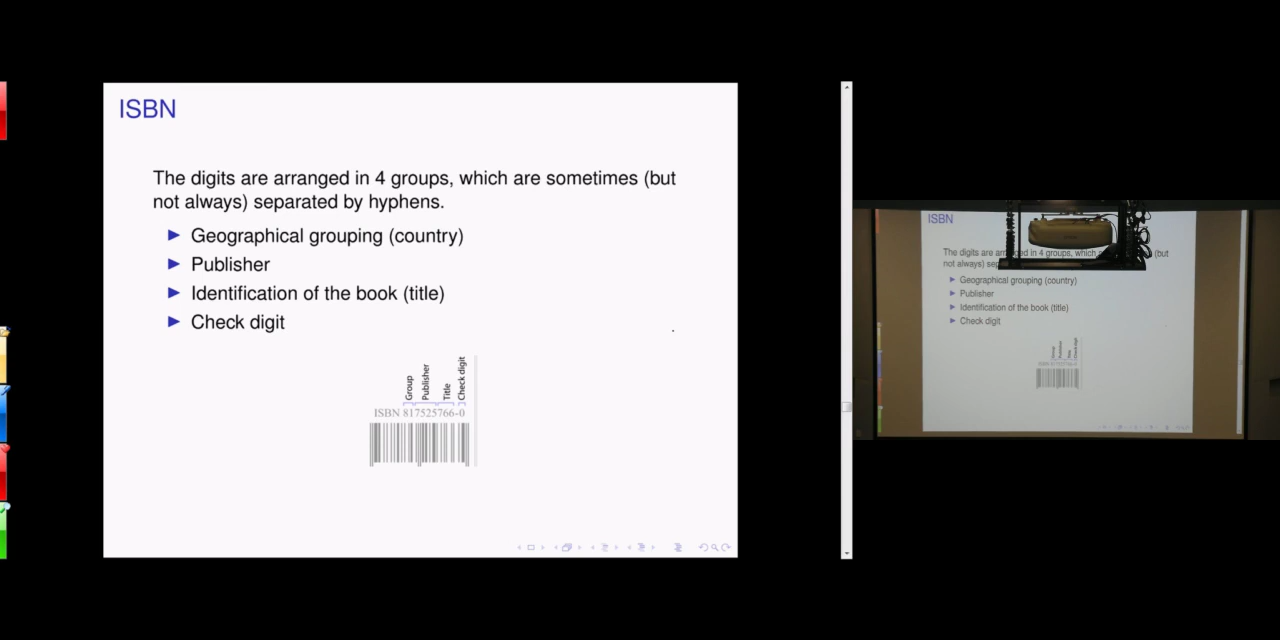 ISBN
The digits are arranged in 4 groups, which are sometimes (but
not always) separated by hyphens.
Geographical grouping (country)
Publisher
Identification of the book (title)
Check digit
Group
Publisher
Title
Check digit
ISBN 817525766-0
ISBN
The digits are arranged in 4 groups, which (but
not always) sep
Geographical grouping (country)
Publisher
Identification of the book (title)
Check digit